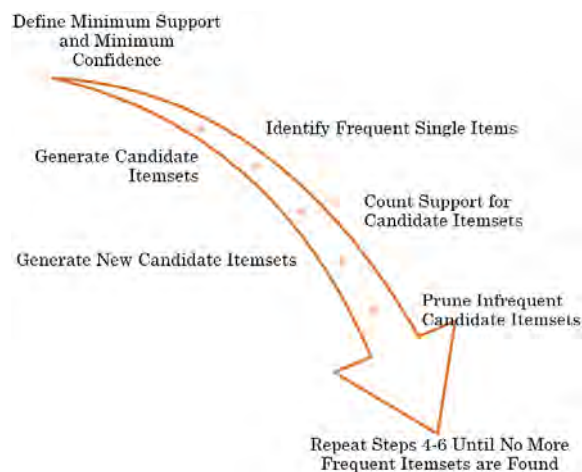 Define Minimum Support
and Minimum
Confidence
Identify Frequent Single Items
Generate Candidate
Itemsets
Count Support for
Candidate Itemsets
Generate New Candidate Itemsets
Prune Infrequent
Candidate Itemsets
Repeat Steps 4-6 Until No More
Frequent Itemsets are Found